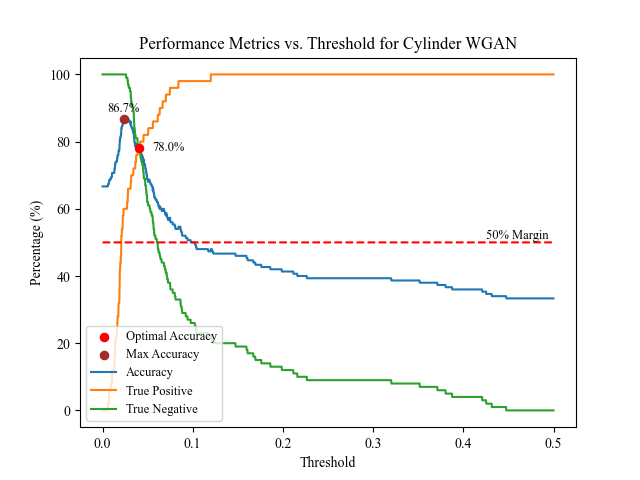 Performance Metrics vs. Threshold for Cylinder WGAN
100
80
60
40
20
0
Percentage (%)
86.7%
78.0%
50% Margin
Optimal Accuracy
Max Accuracy
Accuracy
True Positive
True Negative
0.0 0.1 0.2 0.3 0.4 0.5
Threshold